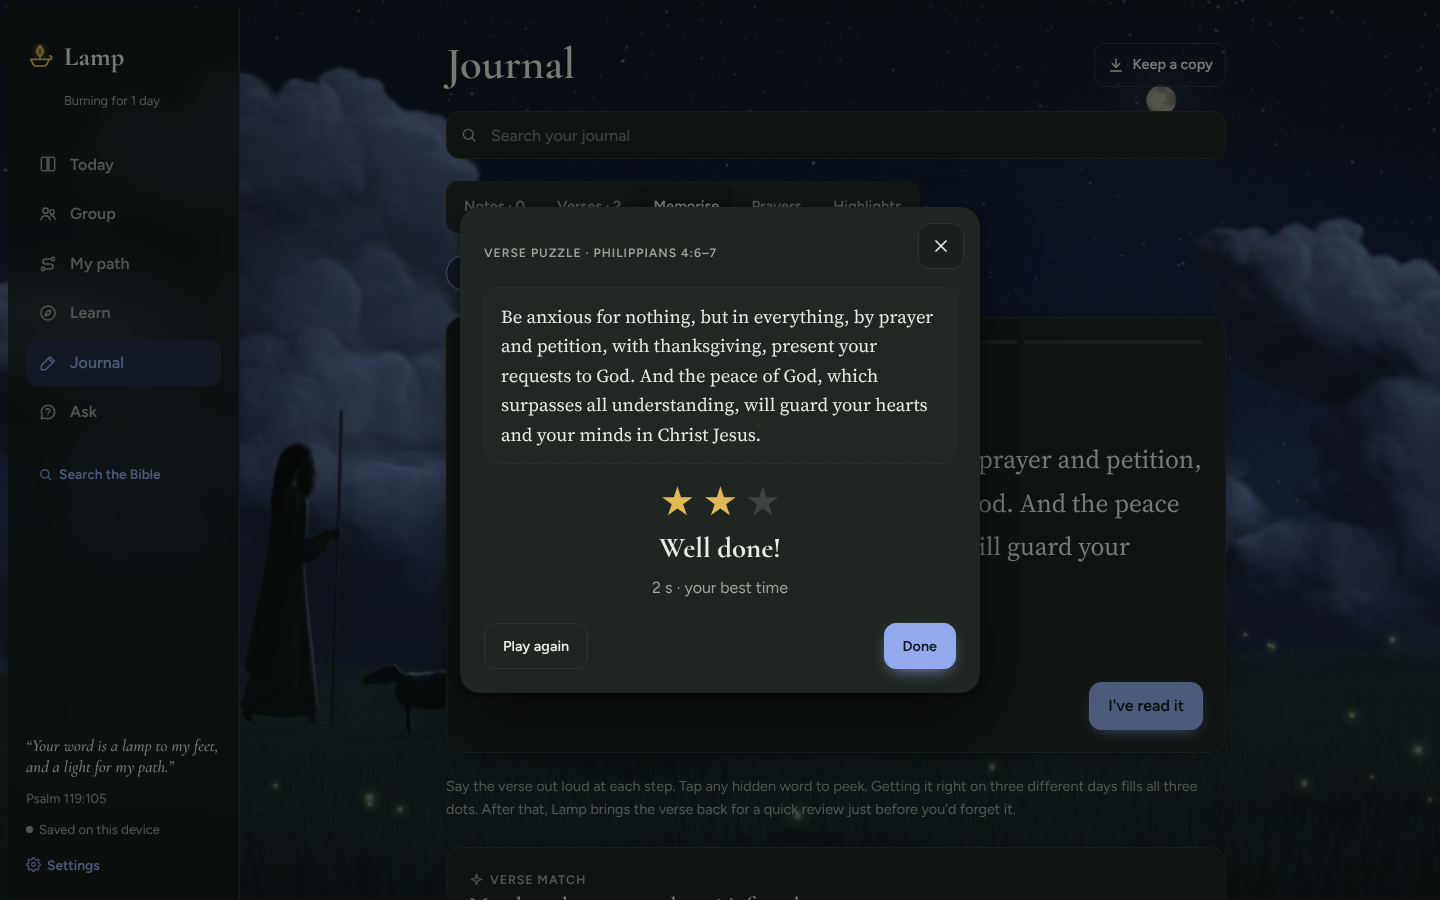 Lamp
Burning for 1 day
Today
Group
My path
Learn
Journal
Ask
Search the Bible
“Your word is a lamp to my feet,
and a light for my path.”
Psalm 119:105
Saved on this device
Settings
Journal
Keep a copy
Search your journal
Notes · 0 Verses · 2 Memorise Prayers Highlights
VERSE PUZZLE · PHILIPPIANS 4:6–7
Be anxious for nothing, but in everything, by prayer
and petition, with thanksgiving, present your
requests to God. And the peace of God, which
surpasses all understanding, will guard your hearts
and your minds in Christ Jesus.
Well done!
2 s · your best time
Play again
Done
prayer and petition,
od. And the peace
ill guard your
I've read it
Say the verse out loud at each step. Tap any hidden word to peek. Getting it right on three different days fills all three
dots. After that, Lamp brings the verse back for a quick review just before you'd forget it.
VERSE MATCH